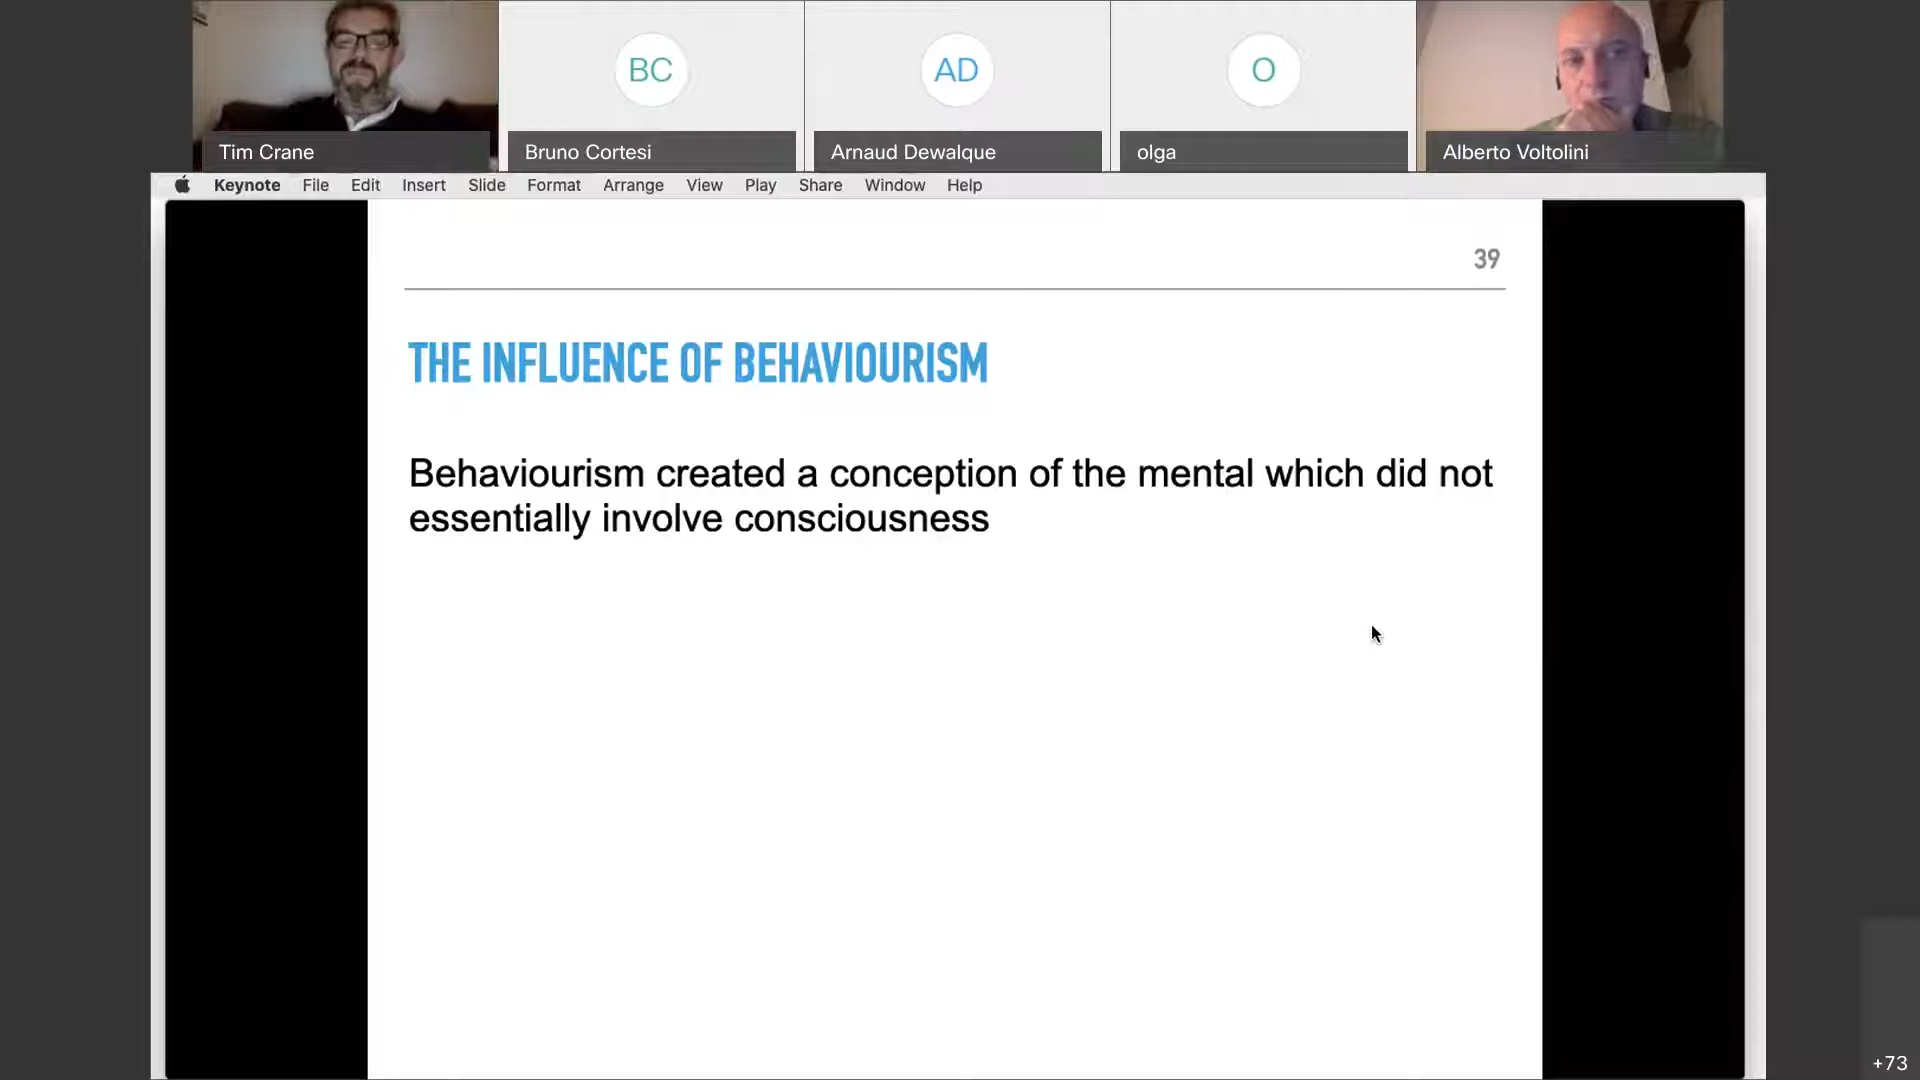 BC
AD
O
Tim Crane
Bruno Cortesi
Arnaud Dewalque
olga
Alberto Voltolini
Keynote File Edit Insert Slide Format Arrange View Play Share Window Help
39
THE INFLUENCE OF BEHAVIOURISM
Behaviourism created a conception of the mental which did not
essentially involve consciousness
+73